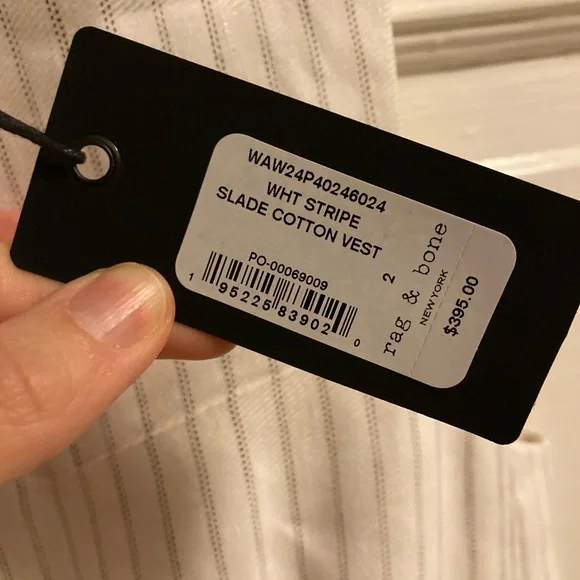 WAW24P40246024
WHT STRIPE
SLADE COTTON VEST
PO-00069009
2
1 95225 83902 0
rag & bone
NEW YORK
$395.00